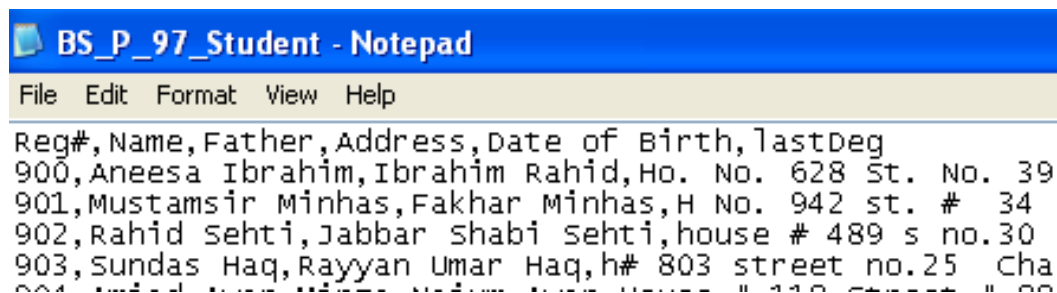 BS_P_97_Student - Notepad
File Edit Format View Help
Reg#,Name,Father,Address,Date of Birth,lastDeg
900,Aneesa Ibrahim,Ibrahim Rahid,Ho. No. 628 St. No. 39
901,Mustamsir Minhas,Fakhar Minhas,H No. 942 st. # 34
902,Rahid Sehti,Jabbar Shabi Sehti,house # 489 s no.30
903,Sundas Haq,Rayyan Umar Haq,h# 803 street no.25 Cha